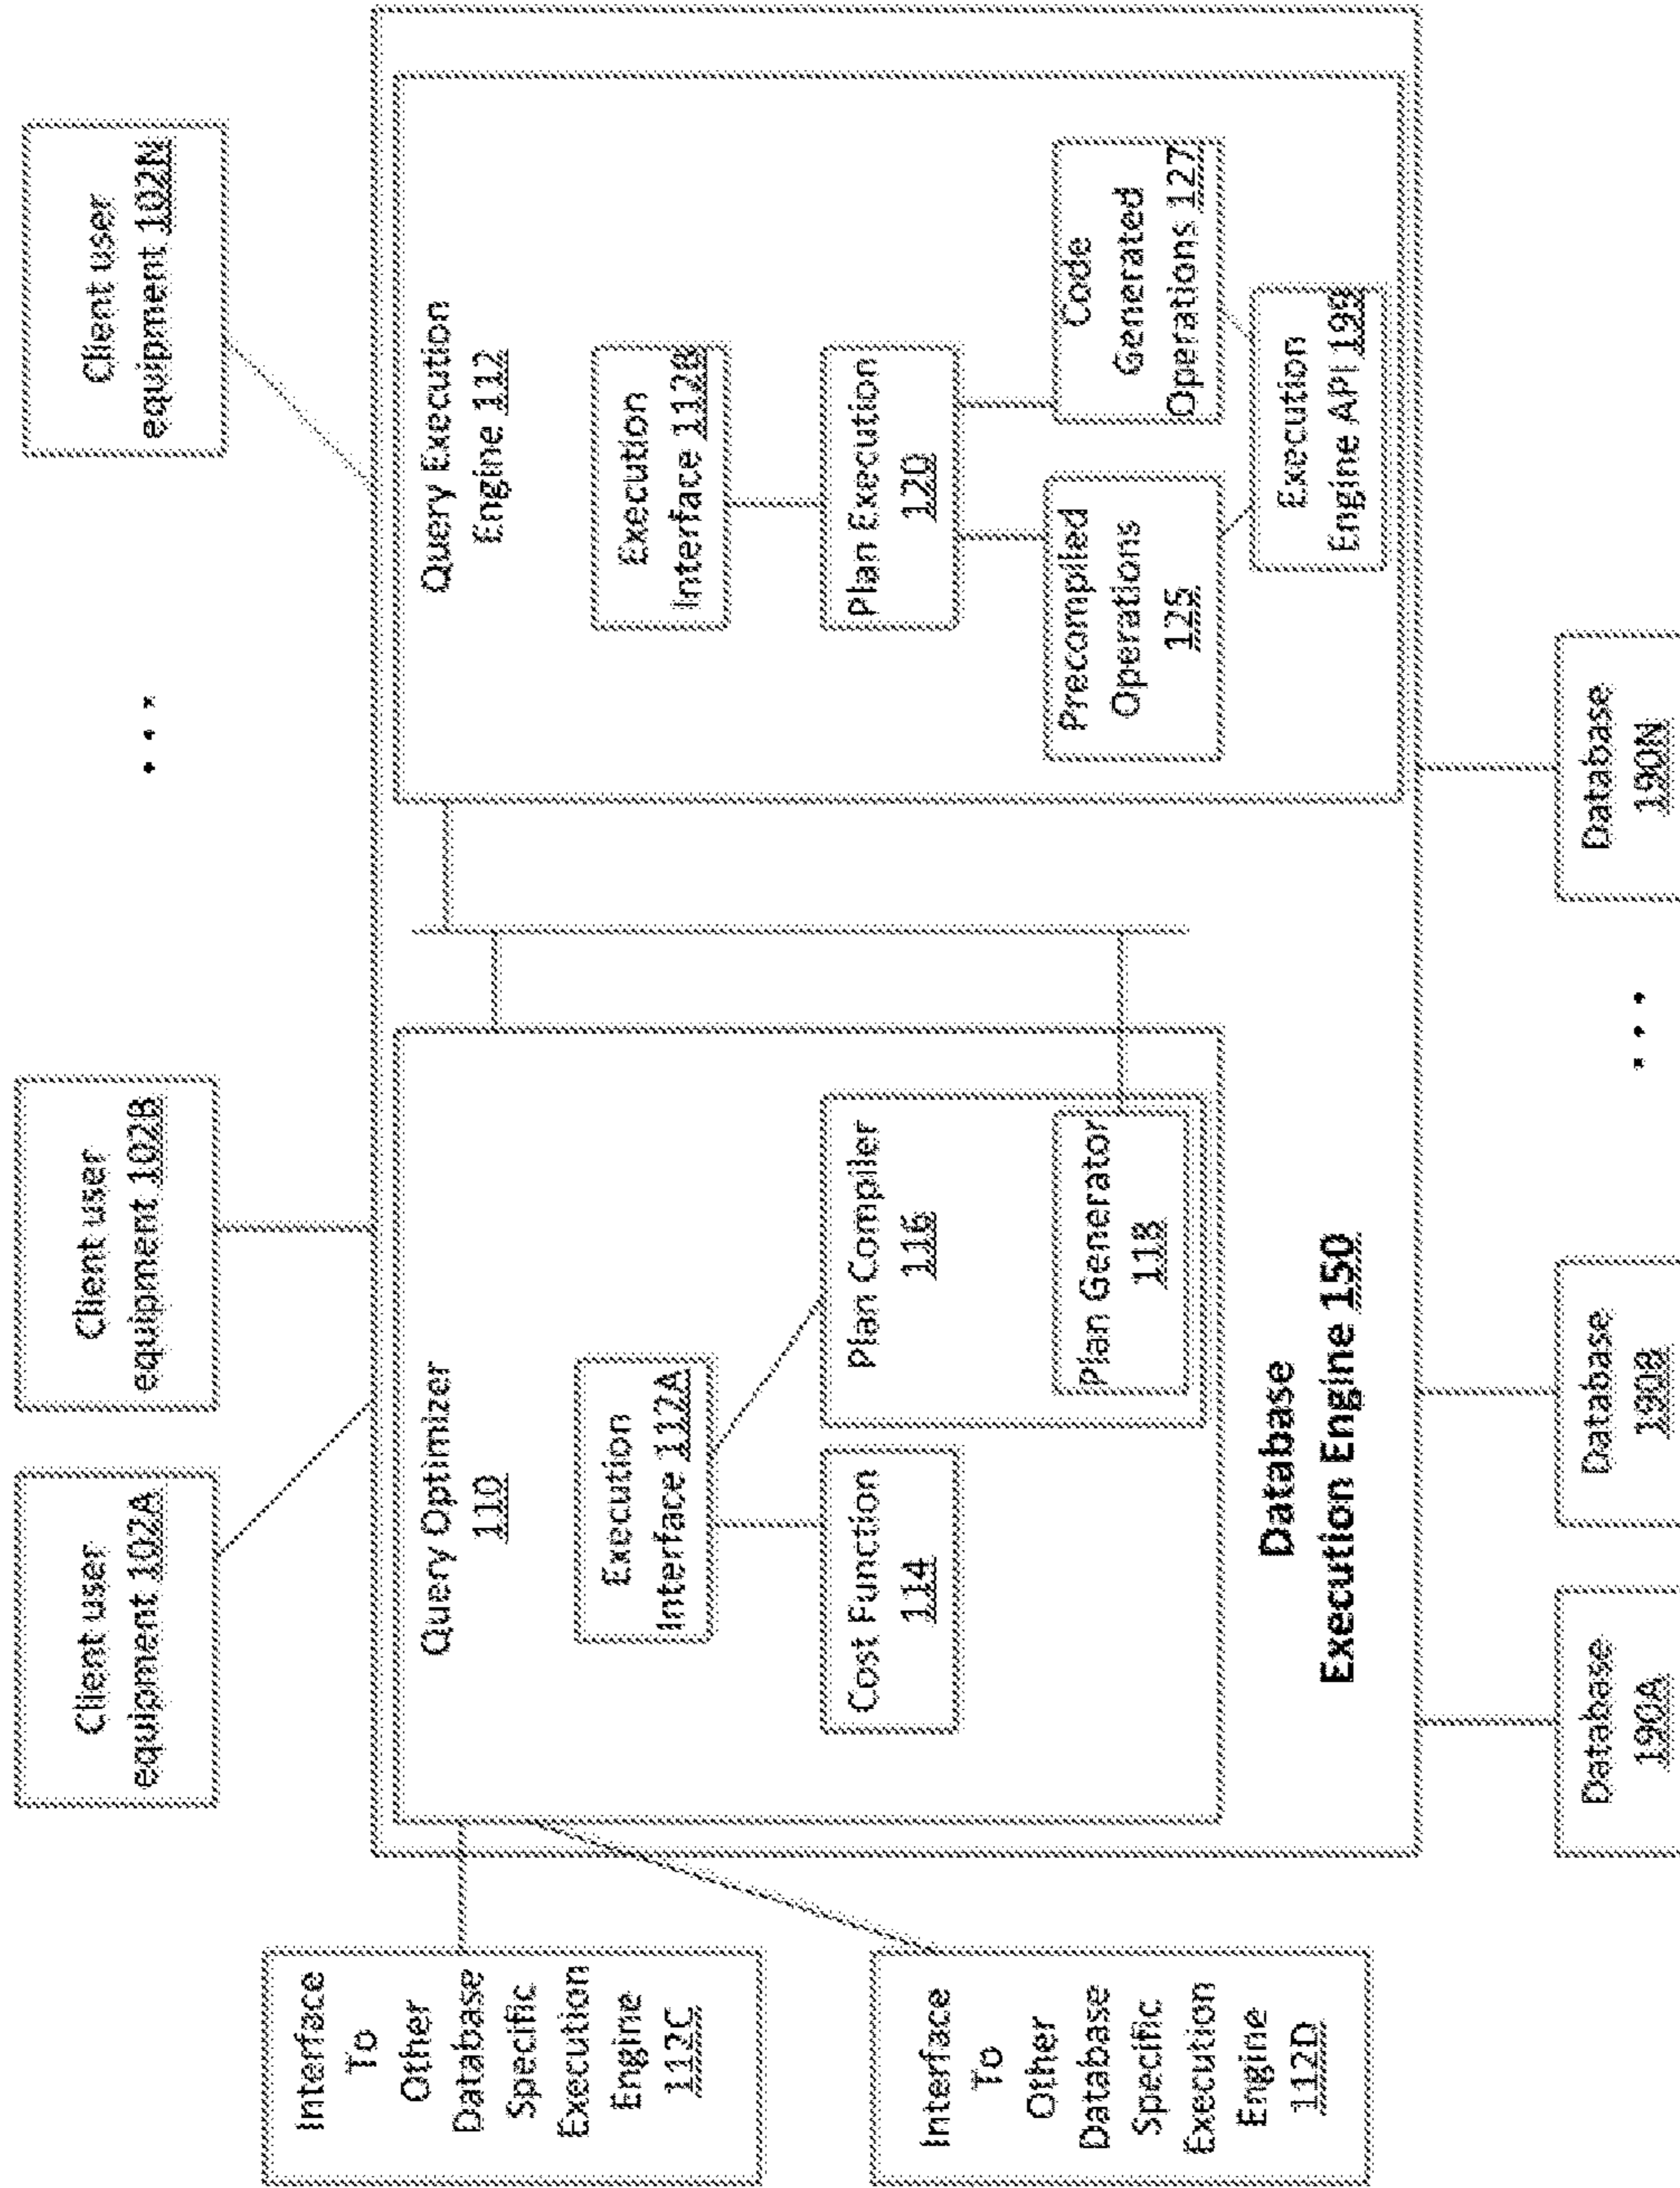 Client user
equipment 102A
Client user
equipment 102B
...
Client user
equipment 102N
Interface
To
Other
Database
Specific
Execution
Engine
112C
Interface
To
Other
Database
Specific
Execution
Engine
112D
Query Optimizer
110
Execution
Interface 112A
Cost Function
114
Plan Compiler
116
Plan Generator
118
Database
Execution Engine 150
Query Execution
Engine 112
Execution
Interface 112B
Plan Execution
120
Precompiled
Operations
125
Code
Generated
Operations 127
Execution
Engine API 199
Database
190A
Database
190B
...
Database
190N